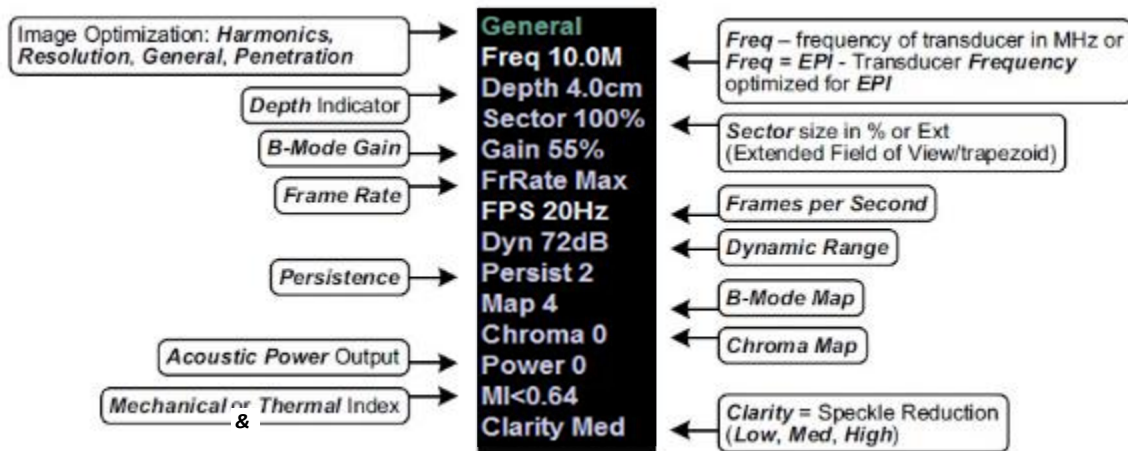 Image Optimization: Harmonics,
Resolution, General, Penetration
Depth Indicator
B-Mode Gain
Frame Rate
Persistence
Acoustic Power Output
Mechanical or Thermal Index
&
General
Freq 10.0M
Depth 4.0cm
Sector 100%
Gain 55%
FrRate Max
FPS 20Hz
Dyn 72dB
Persist 2
Map 4
Chroma 0
Power 0
MI<0.64
Clarity Med
Freq – frequency of transducer in MHz or
Freq = EPI - Transducer Frequency
optimized for EPI
Sector size in % or Ext
(Extended Field of View/trapezoid)
Frames per Second
Dynamic Range
B-Mode Map
Chroma Map
Clarity = Speckle Reduction
(Low, Med, High)